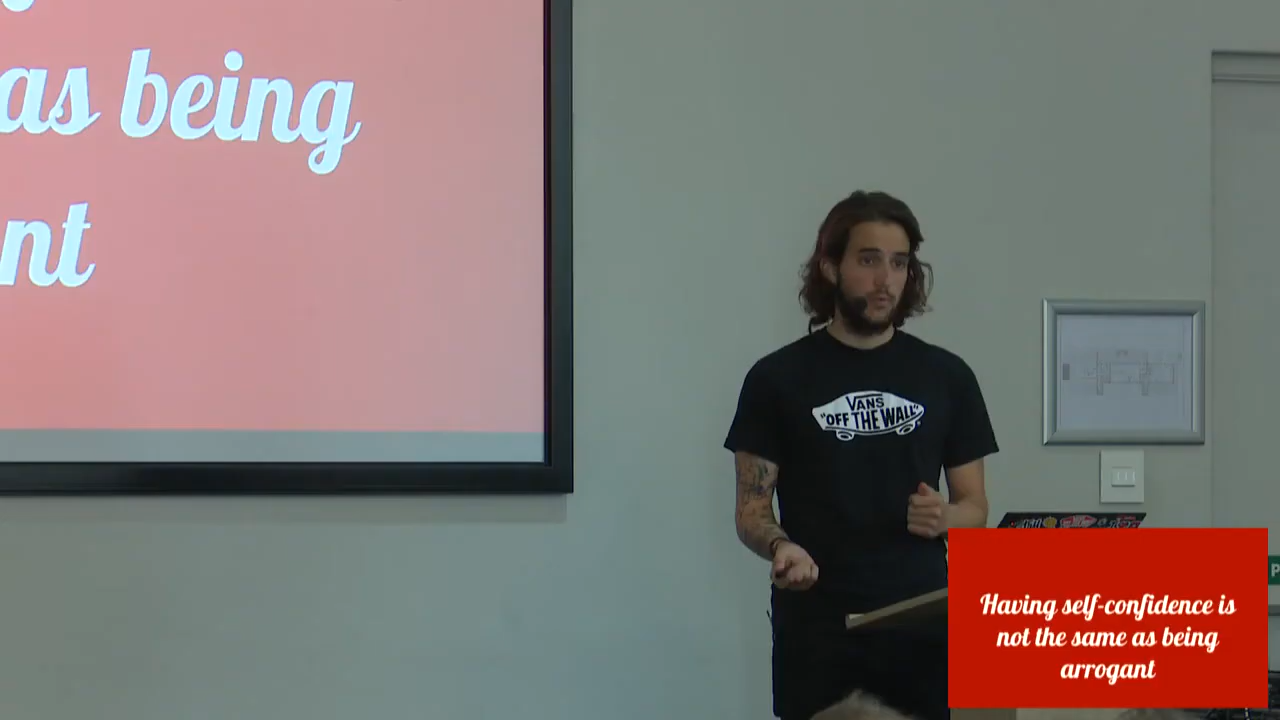 as being
nt
VANS
"OFF THE WALL"
P
Having self-confidence is
not the same as being
arrogant